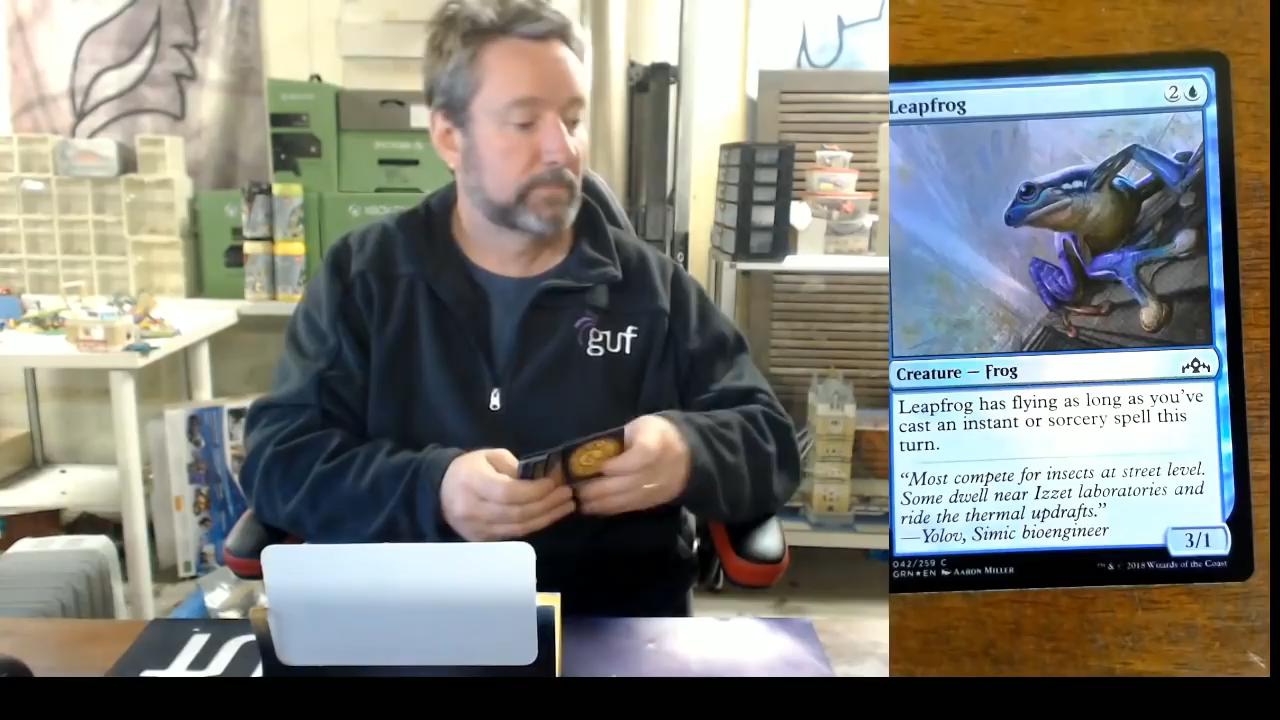 guf
Leapfrog
2
Creature — Frog
Leapfrog has flying as long as you've
cast an instant or sorcery spell this
turn.
"Most compete for insects at street level.
Some dwell near Izzet laboratories and
ride the thermal updrafts."
—Yolov, Simic bioengineer
3/1
042/259 C
GRN★EN AARON MILLER
™ & © 2018 Wizards of the Coast